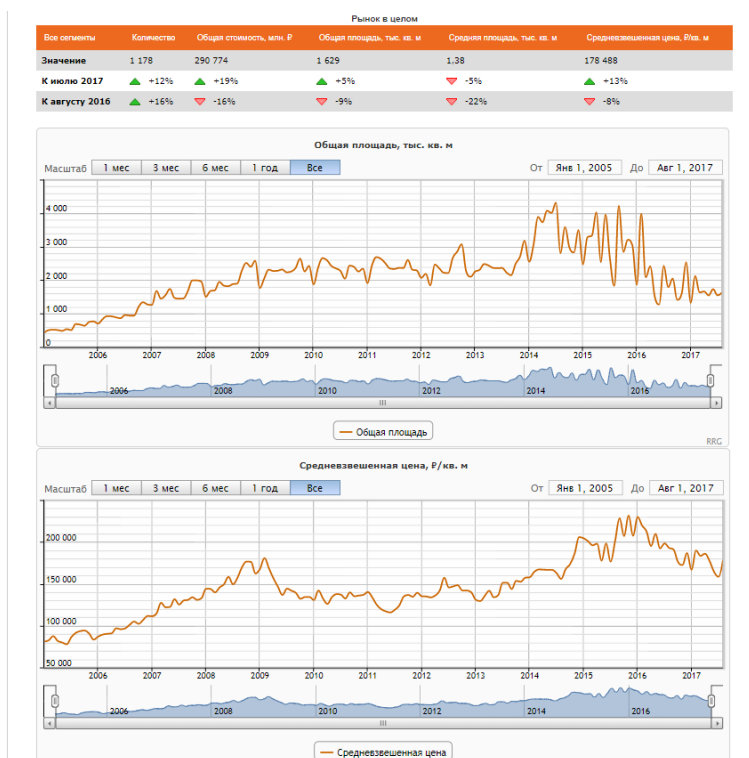 Рынок в целом
Все сегменты Количество Общая стоимость, млн. ₽ Общая площадь, тыс. кв. м Средняя площадь, тыс. кв. м Средневзвешенная цена, ₽/кв. м
Значение 1 178 290 774 1 629 1.38 178 488
К июлю 2017 +12% +19% +5% -5% +13%
К августу 2016 +16% -16% -9% -22% -8%
Общая площадь, тыс. кв. м
Масштаб 1 мес 3 мес 6 мес 1 год Все От Янв 1, 2005 До Авг 1, 2017
4 000
3 000
2 000
1 000
0
2006 2007 2008 2009 2010 2011 2012 2013 2014 2015 2016 2017
2006 2008 2010 2012 2014 2016
Общая площадь
RRG
Средневзвешенная цена, ₽/кв. м
Масштаб 1 мес 3 мес 6 мес 1 год Все От Янв 1, 2005 До Авг 1, 2017
200 000
150 000
100 000
50 000
2006 2007 2008 2009 2010 2011 2012 2013 2014 2015 2016 2017
2006 2008 2010 2012 2014 2016
Средневзвешенная цена